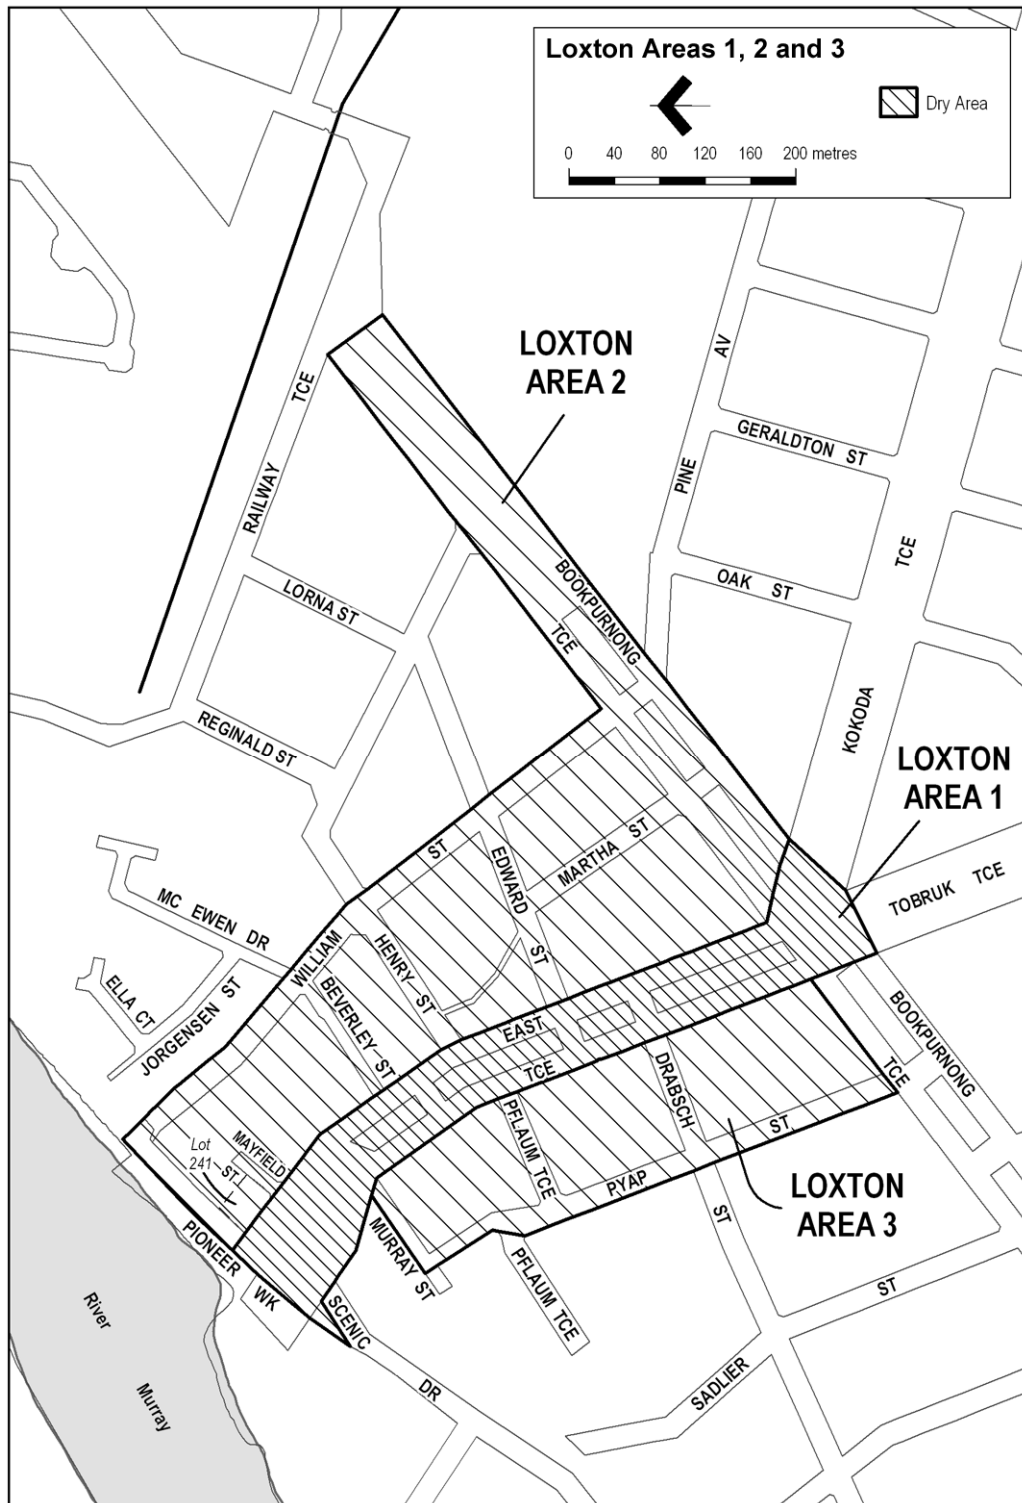 Loxton Areas 1, 2 and 3
Dry Area
0 40 80 120 160 200 metres
LOXTON
AREA 2
AV
PINE
GERALDTON ST
OAK ST
TCE
KOKODA
RAILWAY TCE
LORNA ST
REGINALD ST
BOOKPURNONG
TCE
LOXTON
AREA 1
TOBRUK TCE
EDWARD ST
MARTHA ST
WILLIAM ST
HENRY ST
BEVERLEY ST
MC EWEN DR
ELLA CT
JORGENSEN ST
EAST
TCE
BOOKPURNONG
TCE
DRABSCH
ST
PFLAUM TCE
PYAP ST
MAYFIELD
ST
Lot
241
LOXTON
AREA 3
PIONEER WK
MURRAY ST
PFLAUM TCE
SCENIC DR
SADLIER
ST
River
Murray